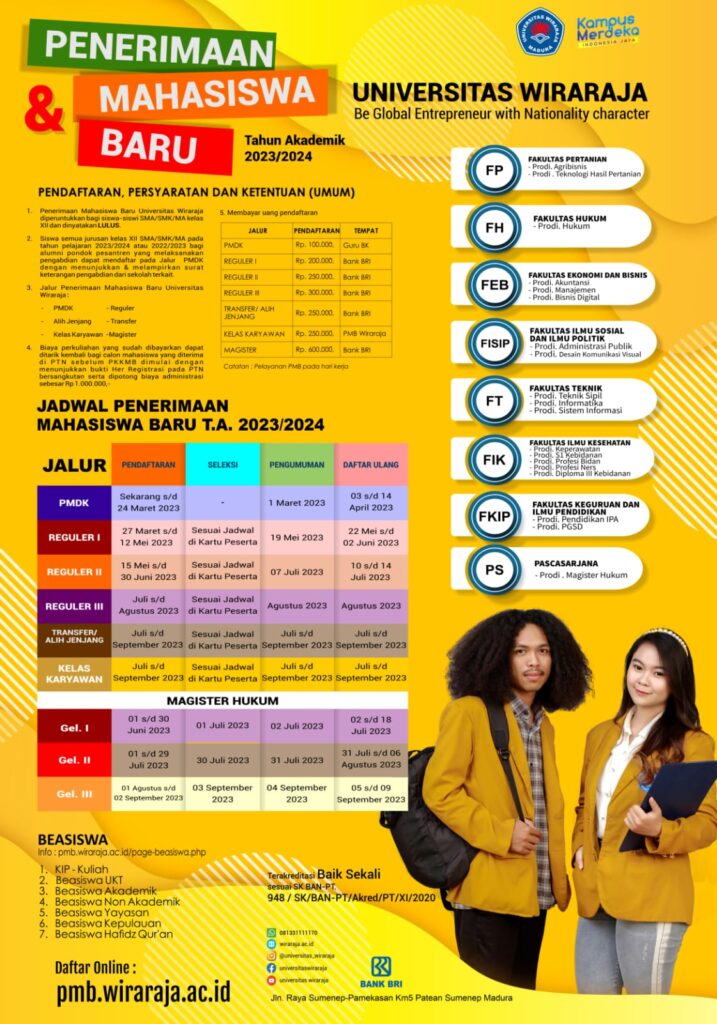 PENERIMAAN
& MAHASISWA
BARU
Tahun Akademik
2023/2024
UNIVERSITAS WIRARAJA
MADURA
Kampus
Merdeka
INDONESIA JAYA
UNIVERSITAS WIRARAJA
Be Global Entrepreneur with Nationality character
PENDAFTARAN, PERSYARATAN DAN KETENTUAN (UMUM)
1. Penerimaan Mahasiswa Baru Universitas Wiraraja
diperuntukkan bagi siswa-siswi SMA/SMK/MA kelas
XII dan dinyatakan LULUS.
2. Siswa semua jurusan kelas XII SMA/SMK/MA pada
tahun pelajaran 2023/2024 atau 2022/2023 bagi
alumni pondok pesantren yang melaksanakan
pengabdian dapat mendaftar pada Jalur PMDK
dengan menunjukkan & melampirkan surat
keterangan pengabdian dari sekolah terkait.
3. Jalur Penerimaan Mahasiswa Baru Universitas
Wiraraja :
- PMDK - Reguler
- Alih Jenjang - Transfer
- Kelas Karyawan - Magister
4. Biaya perkuliahan yang sudah dibayarkan dapat
ditarik kembali bagi calon mahasiswa yang diterima
di PTN sebelum PKKMB dimulai dengan
menunjukkan bukti Her Registrasi pada PTN
bersangkutan serta dipotong biaya administrasi
sebesar Rp 1.000.000,-
5. Membayar uang pendaftaran
JALUR PENDAFTARAN TEMPAT
PMDK Rp. 100.000, Guru BK
REGULER I Rp. 200.000, Bank BRI
REGULER II Rp. 250.000, Bank BRI
REGULER III Rp. 300.000, Bank BRI
TRANSFER/ ALIH
JENJANG Rp. 250.000, Bank BRI
KELAS KARYAWAN Rp. 250.000, PMB Wiraraja
MAGISTER Rp. 600.000, Bank BRI
Catatan : Pelayanan PMB pada hari kerja
JADWAL PENERIMAAN
MAHASISWA BARU T.A. 2023/2024
JALUR PENDAFTARAN SELEKSI PENGUMUMAN DAFTAR ULANG
PMDK Sekarang s/d 24 Maret 2023 - 1 Maret 2023 03 s/d 14 April 2023
REGULER I 27 Maret s/d 12 Mei 2023 Sesuai Jadwal di Kartu Peserta 19 Mei 2023 22 Mei s/d 02 Juni 2023
REGULER II 15 Mei s/d 30 Juni 2023 Sesuai Jadwal di Kartu Peserta 07 Juli 2023 10 s/d 14 Juli 2023
REGULER III Juli s/d Agustus 2023 Sesuai Jadwal di Kartu Peserta Agustus 2023 Agustus 2023
TRANSFER/ ALIH JENJANG Juli s/d September 2023 Sesuai Jadwal di Kartu Peserta Juli s/d September 2023 Juli s/d September 2023
KELAS KARYAWAN Juli s/d September 2023 Sesuai Jadwal di Kartu Peserta Juli s/d September 2023 Juli s/d September 2023
MAGISTER HUKUM
Gel. I 01 s/d 30 Juni 2023 01 Juli 2023 02 Juli 2023 02 s/d 18 Juli 2023
Gel. II 01 s/d 29 Juli 2023 30 Juli 2023 31 Juli 2023 31 Juli s/d 06 Agustus 2023
Gel. III 01 Agustus s/d 02 September 2023 03 September 2023 04 September 2023 05 s/d 09 September 2023
FP
FAKULTAS PERTANIAN
- Prodi. Agribisnis
- Prodi . Teknologi Hasil Pertanian
FH
FAKULTAS HUKUM
- Prodi. Hukum
FEB
FAKULTAS EKONOMI DAN BISNIS
- Prodi. Akuntansi
- Prodi. Manajemen
- Prodi. Bisnis Digital
FISIP
FAKULTAS ILMU SOSIAL
DAN ILMU POLITIK
- Prodi. Administrasi Publik
- Prodi. Desain Komunikasi Visual
FT
FAKULTAS TEKNIK
- Prodi. Teknik Sipil
- Prodi. Informatika
- Prodi. Sistem Informasi
FIK
FAKULTAS ILMU KESEHATAN
- Prodi. Keperawatan
- Prodi. S1 Kebidanan
- Prodi. Profesi Bidan
- Prodi. Profesi Ners
- Prodi. Diploma III Kebidanan
FKIP
FAKULTAS KEGURUAN DAN
ILMU PENDIDIKAN
- Prodi. Pendidikan IPA
- Prodi. PGSD
PS
PASCASARJANA
- Prodi . Magister Hukum
BEASISWA
Info : pmb.wiraraja.ac.id/page-beasiswa.php
1. KIP - Kuliah
2. Beasiswa UKT
3. Beasiswa Akademik
4. Beasiswa Non Akademik
5. Beasiswa Yayasan
6. Beasiswa Kepulauan
7. Beasiswa Hafidz Qur'an
Daftar Online :
pmb.wiraraja.ac.id
Terakreditasi Baik Sekali
sesuai SK BAN-PT.
948 / SK/BAN-PT/Akred/PT/XI/2020
081331111170
wiraraja.ac.id
@universitas_wiraraja
universitaswiraraja
universitas wiraraja
BANK BRI
Jln. Raya Sumenep-Pamekasan Km5 Patean Sumenep Madura